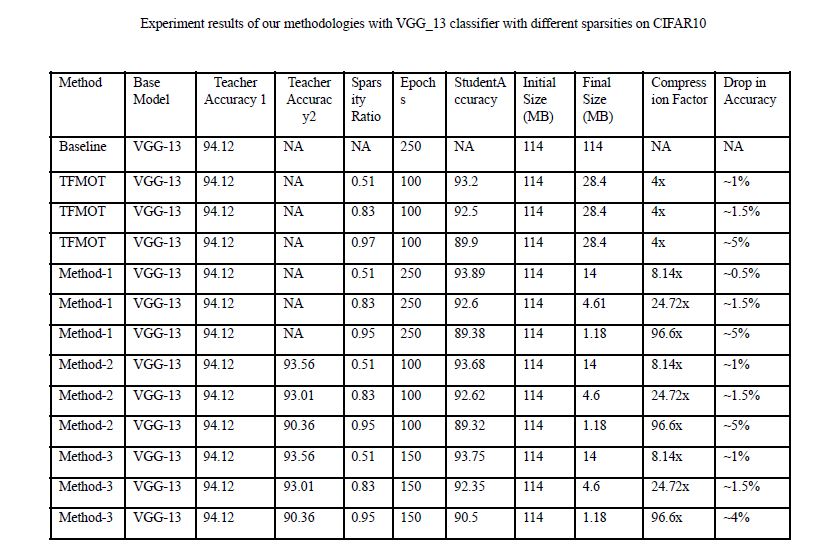 Experiment results of our methodologies with VGG_13 classifier with different sparsities on CIFAR10
Method Base Model Teacher Accuracy 1 Teacher Accurac y2 Spars ity Ratio Epoch s StudentA ccuracy Initial Size (MB) Final Size (MB) Compress ion Factor Drop in Accuracy
Baseline VGG-13 94.12 NA NA 250 NA 114 114 NA NA
TFMOT VGG-13 94.12 NA 0.51 100 93.2 114 28.4 4x ~1%
TFMOT VGG-13 94.12 NA 0.83 100 92.5 114 28.4 4x ~1.5%
TFMOT VGG-13 94.12 NA 0.97 100 89.9 114 28.4 4x ~5%
Method-1 VGG-13 94.12 NA 0.51 250 93.89 114 14 8.14x ~0.5%
Method-1 VGG-13 94.12 NA 0.83 250 92.6 114 4.61 24.72x ~1.5%
Method-1 VGG-13 94.12 NA 0.95 250 89.38 114 1.18 96.6x ~5%
Method-2 VGG-13 94.12 93.56 0.51 100 93.68 114 14 8.14x ~1%
Method-2 VGG-13 94.12 93.01 0.83 100 92.62 114 4.6 24.72x ~1.5%
Method-2 VGG-13 94.12 90.36 0.95 100 89.32 114 1.18 96.6x ~5%
Method-3 VGG-13 94.12 93.56 0.51 150 93.75 114 14 8.14x ~1%
Method-3 VGG-13 94.12 93.01 0.83 150 92.35 114 4.6 24.72x ~1.5%
Method-3 VGG-13 94.12 90.36 0.95 150 90.5 114 1.18 96.6x ~4%